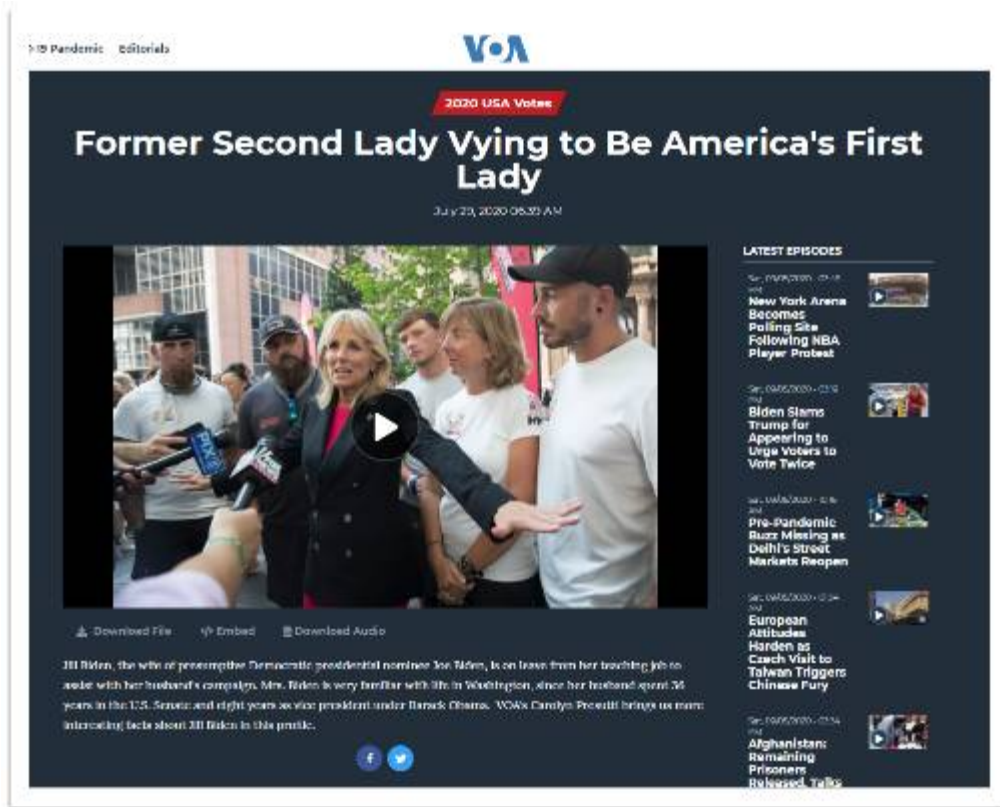 19 Pandemic Editorials
VOA
2020 USA Votes
Former Second Lady Vying to Be America's First
Lady
July 29, 2020 06:39 AM
LATEST EPISODES
New York Arena
Becomes
Polling Site
Following NBA
Player Protest
Biden Slams
Trump for
Appearing to
Urge Voters to
Vote Twice
Pre-Pandemic
Buzz Missing as
Delhi's Street
Markets Reopen
European
Attitudes
Harden as
Czech Visit to
Taiwan Triggers
Chinese Fury
Afghanistan:
Remaining
Prisoners
Released, Talks
PIX
Download File Embed Download Audio
Jill Biden, the wife of presumptive Democratic presidential nominee Joe Biden, is on leave from her teaching job to
assist with her husband's campaign. Mrs. Biden is very familiar with life in Washington, since her husband spent 36
years in the U.S. Senate and eight years as vice president under Barack Obama. VOA's Carolyn Presutti brings us more
interesting facts about Jill Biden in this profile.
f